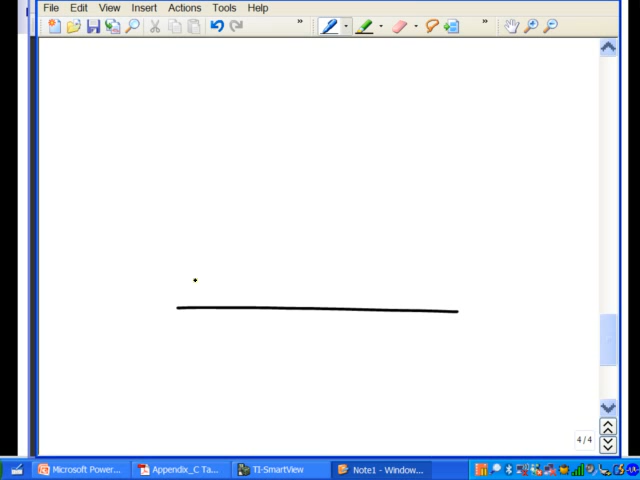 File Edit View Insert Actions Tools Help
4/4
Microsoft Power... Appendix_C Ta... TI-SmartView Note1 - Window...